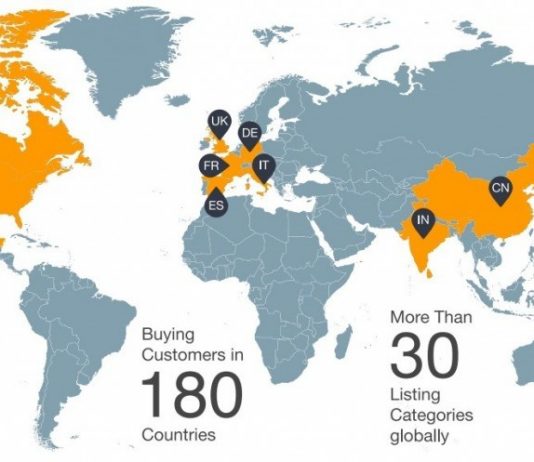 UK
DE
FR
IT
ES
CN
IN
Buying
Customers in
180
Countries
More Than
30
Listing
Categories
globally